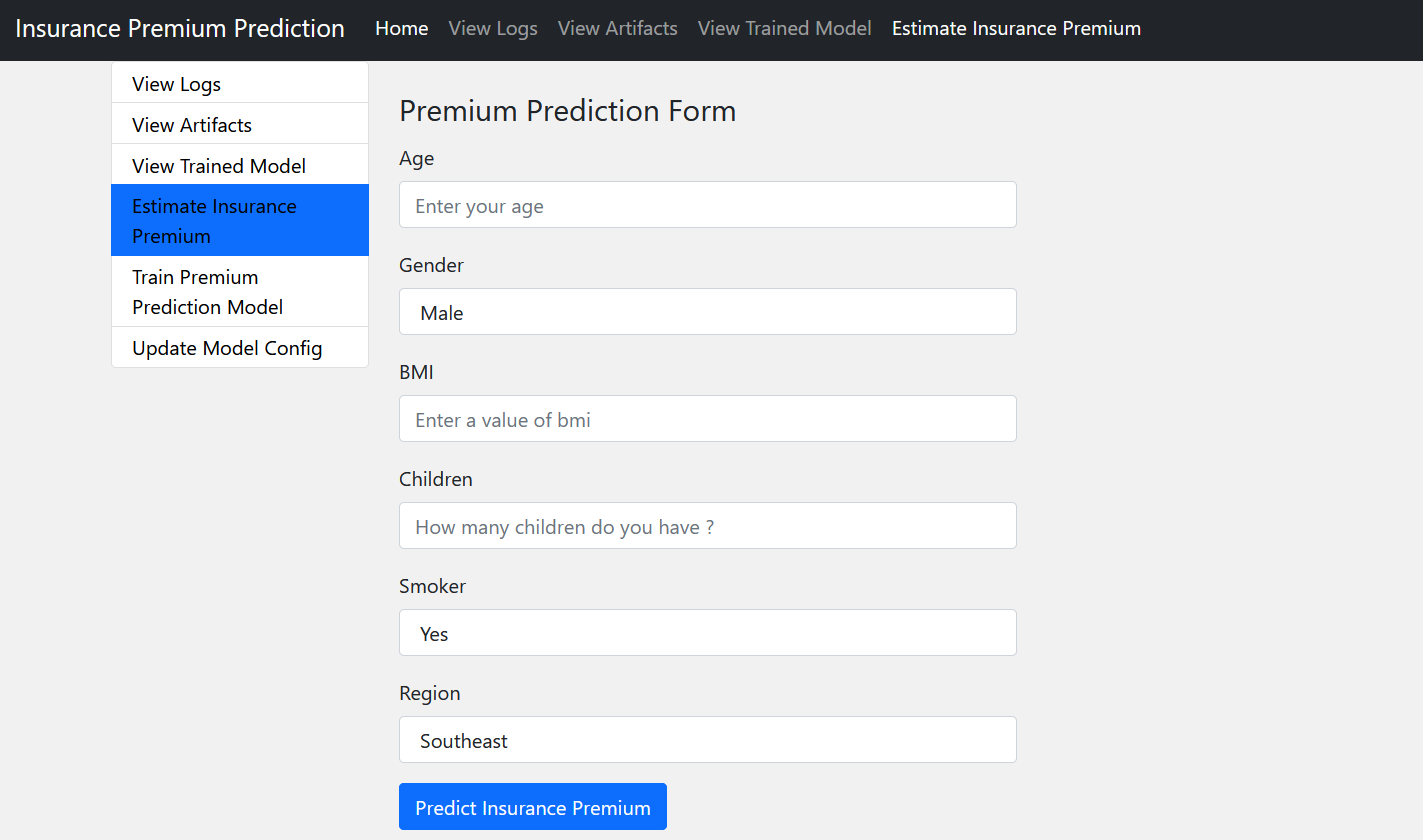 Insurance Premium Prediction Home View Logs View Artifacts View Trained Model Estimate Insurance Premium
View Logs
View Artifacts
View Trained Model
Estimate Insurance
Premium
Train Premium
Prediction Model
Update Model Config
Premium Prediction Form
Age
Enter your age
Gender
Male
BMI
Enter a value of bmi
Children
How many children do you have ?
Smoker
Yes
Region
Southeast
Predict Insurance Premium